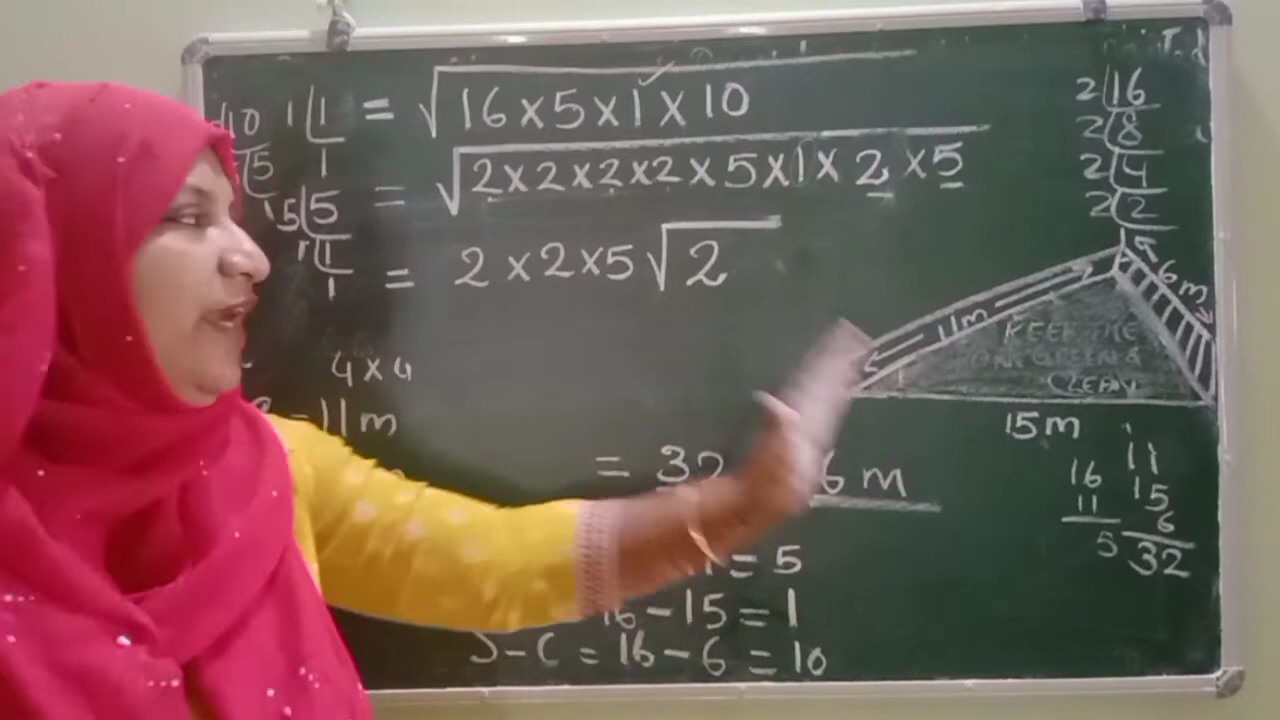 10 1 1 = √16×5×1×10
5 1
5 5 = √2×2×2×2×5×1×2×5
1 1
1 = 2×2×5√2
4×4
-11m
= 32 6 m
= 5
16-15=1
S-C = 16-6=10
2 16
2 8
2 4
2 2
1
6m
11m
KEEP THE
GREEN &
CLEAN
15m
16
11
5
11
15
6
32